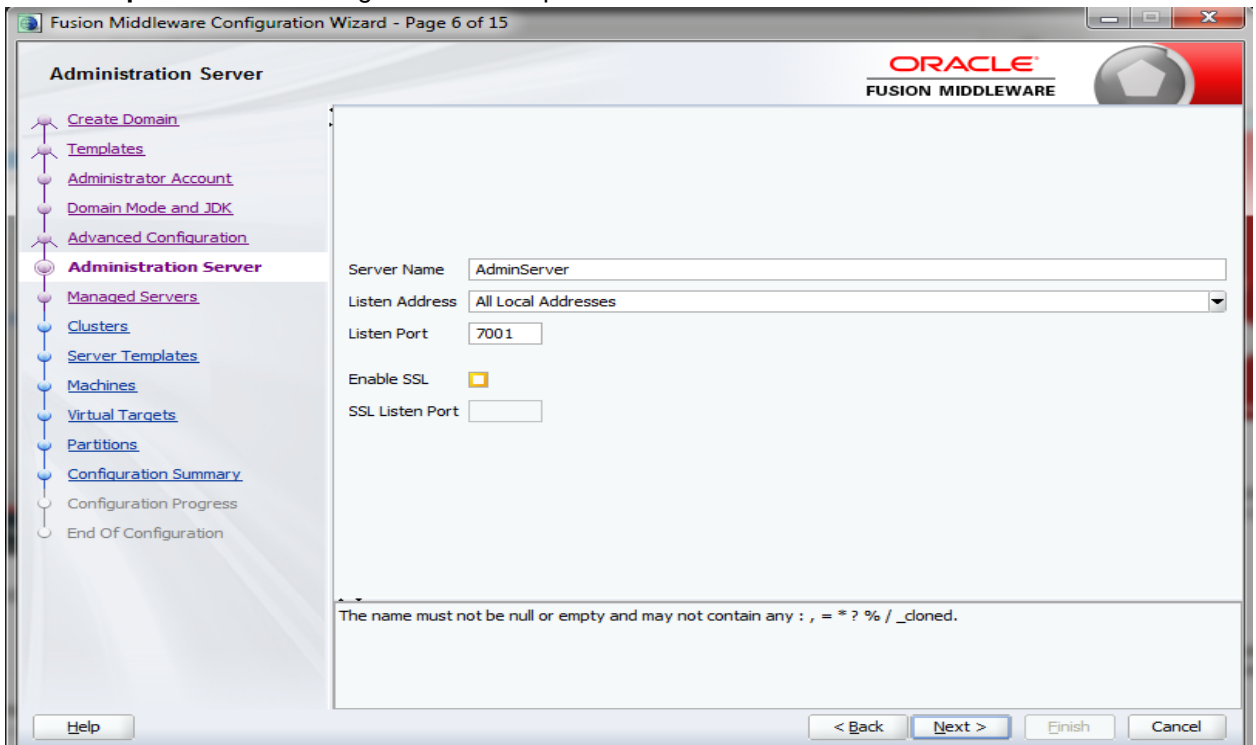 Fusion Middleware Configuration Wizard - Page 6 of 15
Administration Server
ORACLE
FUSION MIDDLEWARE
Create Domain
Templates
Administrator Account
Domain Mode and JDK
Advanced Configuration
Administration Server
Managed Servers
Clusters
Server Templates
Machines
Virtual Targets
Partitions
Configuration Summary
Configuration Progress
End Of Configuration
Server Name AdminServer
Listen Address All Local Addresses
Listen Port 7001
Enable SSL
SSL Listen Port
The name must not be null or empty and may not contain any : , = * ? % / _cloned.
Help < Back Next > Finish Cancel